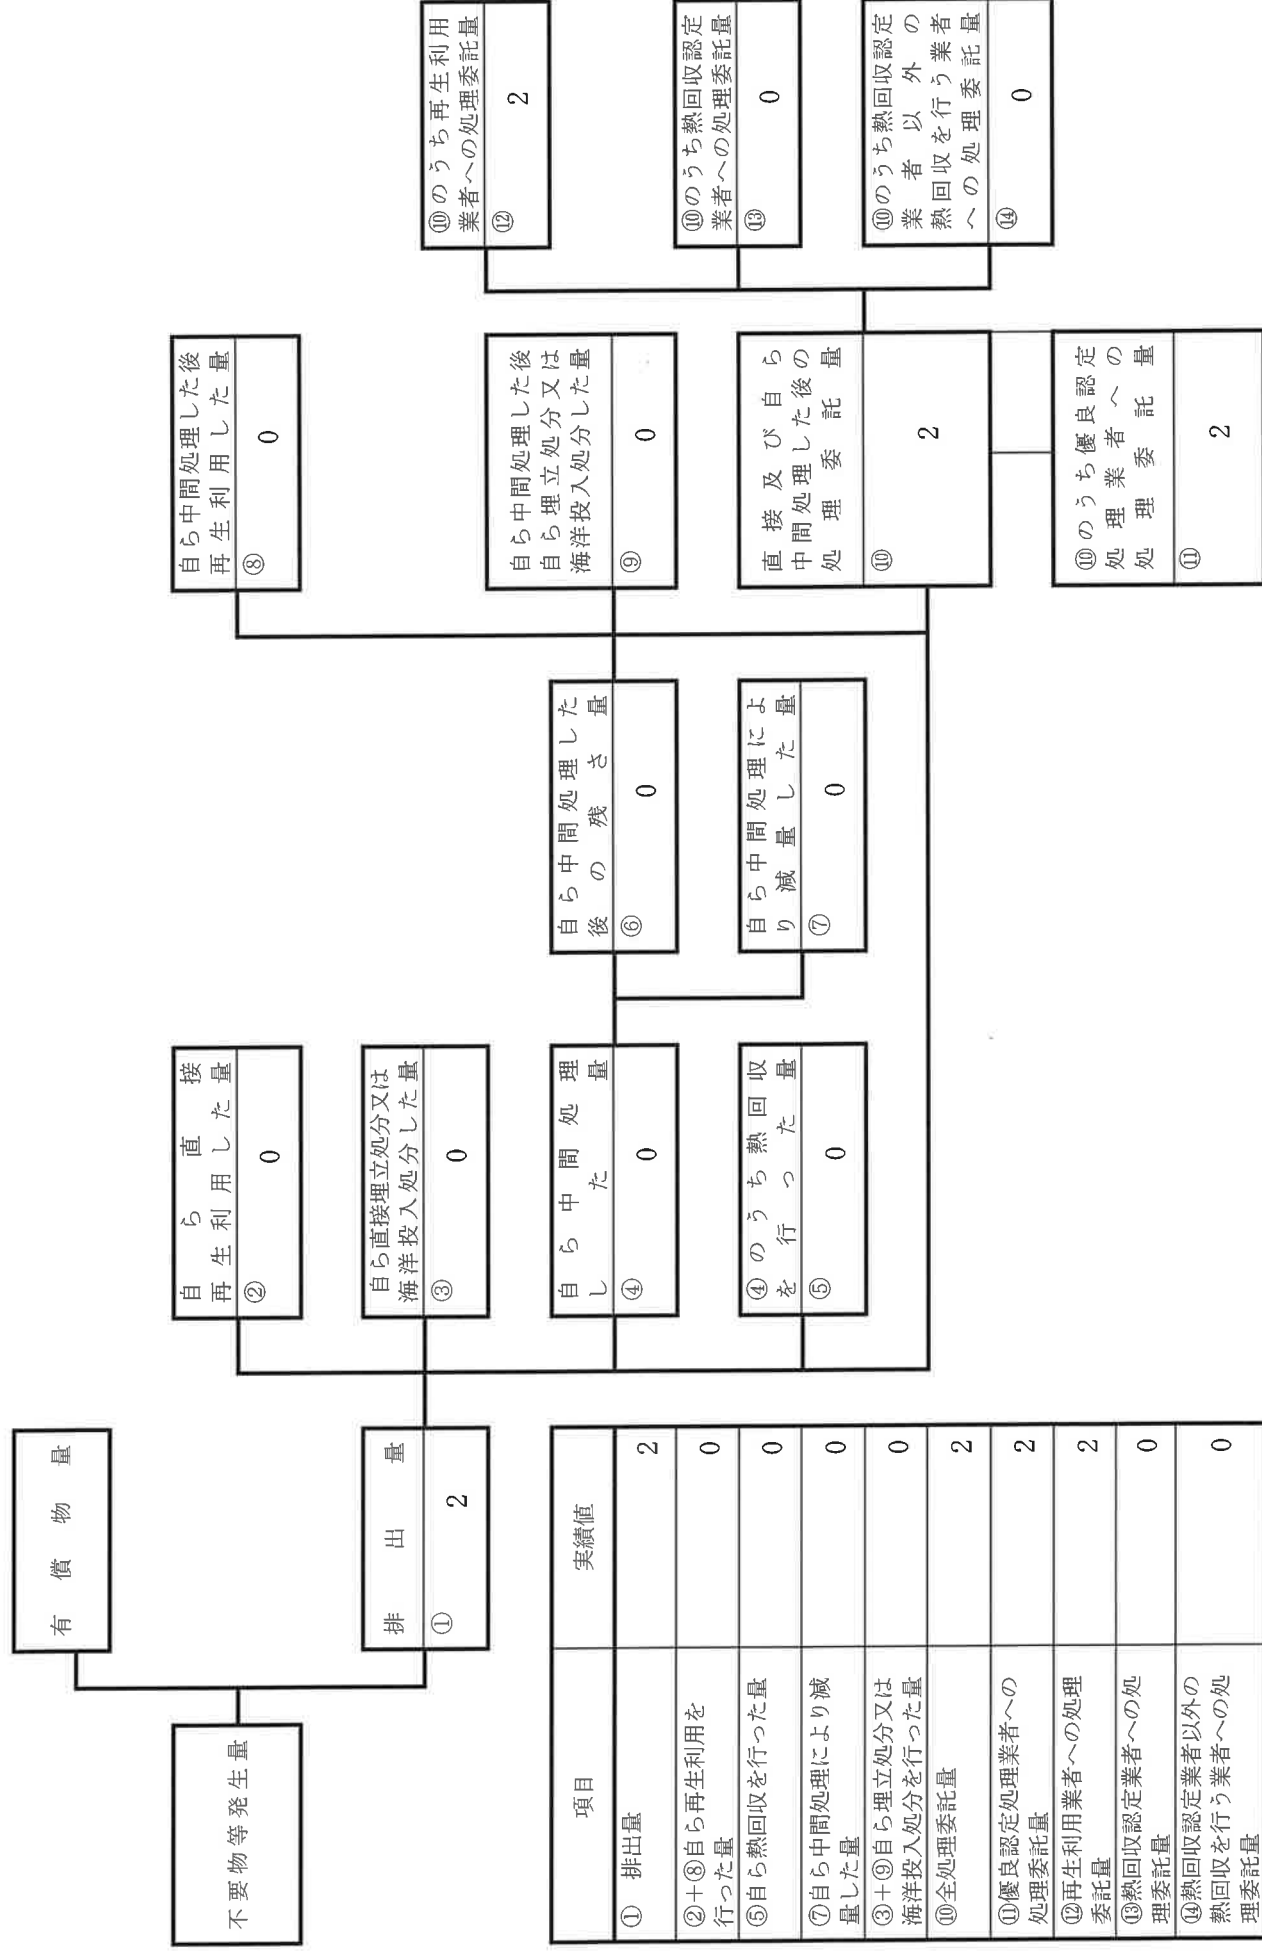 不要物等発生量
有償物量
排出量
① 2
自ら直接
再生利用した量
② 0
自ら直接埋立処分又は
海洋投入処分した量
③ 0
自ら中間処理
した量
④ 0
④のうち熱回収
を行った量
⑤ 0
自ら中間処理した
後の残さ量
⑥ 0
自ら中間処理によ
り減量した量
⑦ 0
自ら中間処理した後
再生利用した量
⑧ 0
自ら中間処理した後
自ら埋立処分又は
海洋投入処分した量
⑨ 0
直接及び自ら
中間処理した後の
処理委託量
⑩ 2
⑩のうち優良認定
処理業者への
処理委託量
⑪ 2
⑩のうち再生利用
業者への処理委託量
⑫ 2
⑩のうち熱回収認定
業者への処理委託量
⑬ 0
⑩のうち熱回収認定
業者以外の
熱回収を行う業者
への処理委託量
⑭ 0
項目 実績値
① 排出量 2
②+⑧自ら再生利用を
行った量 0
⑤自ら熱回収を行った量 0
⑦自ら中間処理により減
量した量 0
③+⑨自ら埋立処分又は
海洋投入処分を行った量 0
⑩全処理委託量 2
⑪優良認定処理業者への
処理委託量 2
⑫再生利用業者への処理
委託量 2
⑬熱回収認定業者への処
理委託量 0
⑭熱回収認定業者以外の
熱回収を行う業者への処
理委託量 0